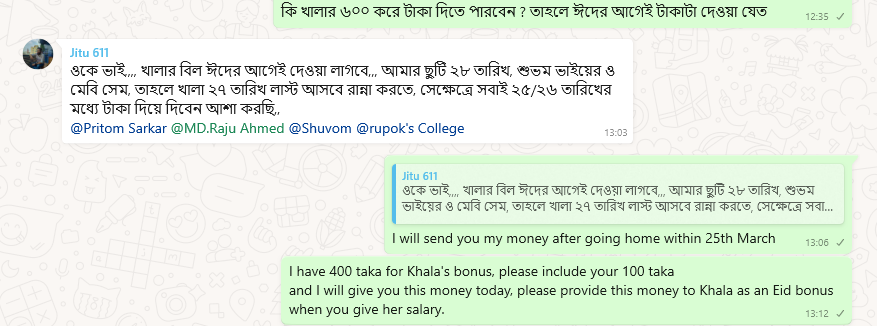 কি খালার ৬০০ করে টাকা দিতে পারবেন ? তাহলে ঈদের আগেই টাকাটা দেওয়া যেত
12:35
Jitu 611
ওকে ভাই,,,, খালার বিল ঈদের আগেই দেওয়া লাগবে,,, আমার ছুটি ২৮ তারিখ, শুভম ভাইয়ের ও
মেবি সেম, তাহলে খালা ২৭ তারিখ লাস্ট আসবে রান্না করতে, সেক্ষেত্রে সবাই ২৫/২৬ তারিখের
মধ্যে টাকা দিয়ে দিবেন আশা করছি,,
@Pritom Sarkar @MD.Raju Ahmed @Shuvom @rupok's College
13:03
Jitu 611
ওকে ভাই,,,, খালার বিল ঈদের আগেই দেওয়া লাগবে,,, আমার ছুটি ২৮ তারিখ, শুভম
ভাইয়ের ও মেবি সেম, তাহলে খালা ২৭ তারিখ লাস্ট আসবে রান্না করতে, সেক্ষেত্রে সবা...
I will send you my money after going home within 25th March
13:06
I have 400 taka for Khala's bonus, please include your 100 taka
and I will give you this money today, please provide this money to Khala as an Eid bonus
when you give her salary.
13:12